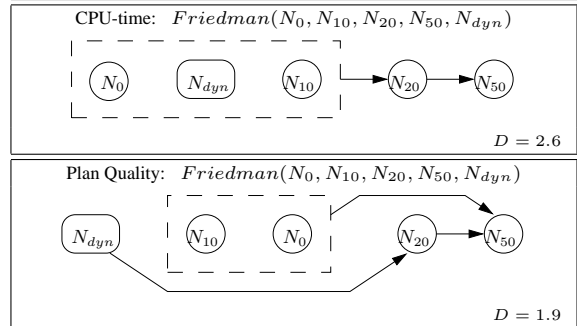 CPU-time: Friedman(N0, N10, N20, N50, Ndyn)
N0 Ndyn N10 N20 N50
D = 2.6
Plan Quality: Friedman(N0, N10, N20, N50, Ndyn)
Ndyn N10 N0 N20 N50
D = 1.9